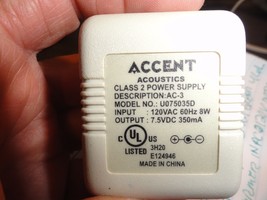 ACCENT
ACOUSTICS
CLASS 2 POWER SUPPLY
DESCRIPTION: AC-3
MODEL NO.: U075035D
INPUT : 120VAC 60Hz 8W
OUTPUT : 7.5VDC 350mA
C UL US
LISTED
3H20
E124946
MADE IN CHINA